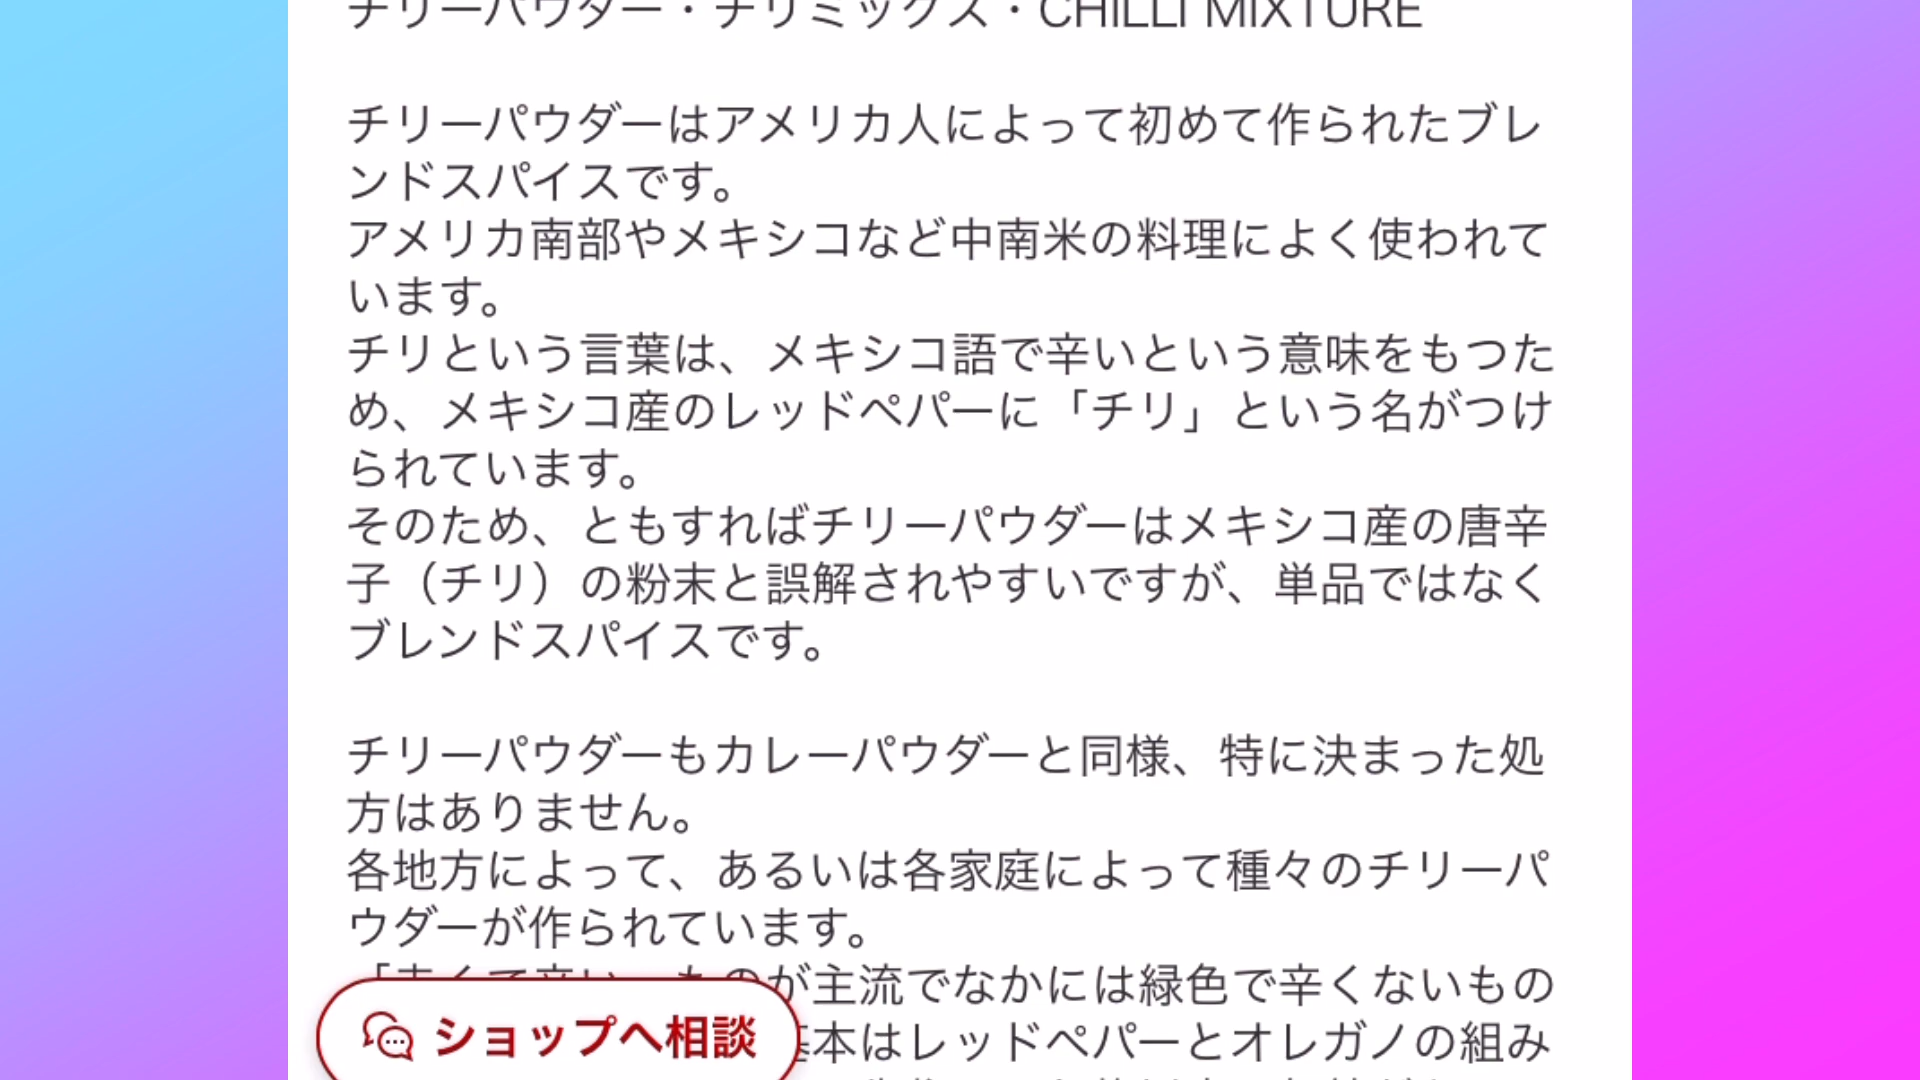 チリーパウダー・チリミックス・CHILLI MIXTURE
チリーパウダーはアメリカ人によって初めて作られたブレ
ンドスパイスです。
アメリカ南部やメキシコなど中南米の料理によく使われて
います。
チリという言葉は、メキシコ語で辛いという意味をもつた
め、メキシコ産のレッドペパーに「チリ」という名がつけ
られています。
そのため、ともすればチリーパウダーはメキシコ産の唐辛
子（チリ）の粉末と誤解されやすいですが、単品ではなく
ブレンドスパイスです。
チリーパウダーもカレーパウダーと同様、特に決まった処
方はありません。
各地方によって、あるいは各家庭によって種々のチリーパ
ウダーが作られています。
が主流でなかには緑色で辛くないもの
本はレッドペパーとオレガノの組み
ショップへ相談